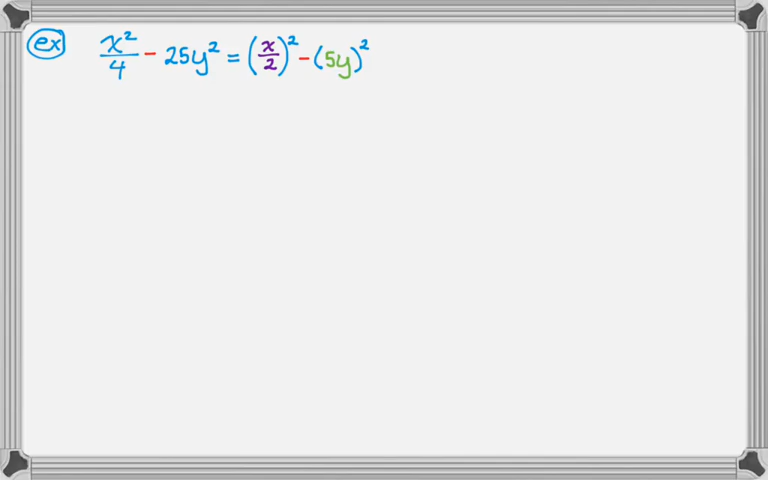 ex x²/4 - 25y² = (x/2)² - (5y)²